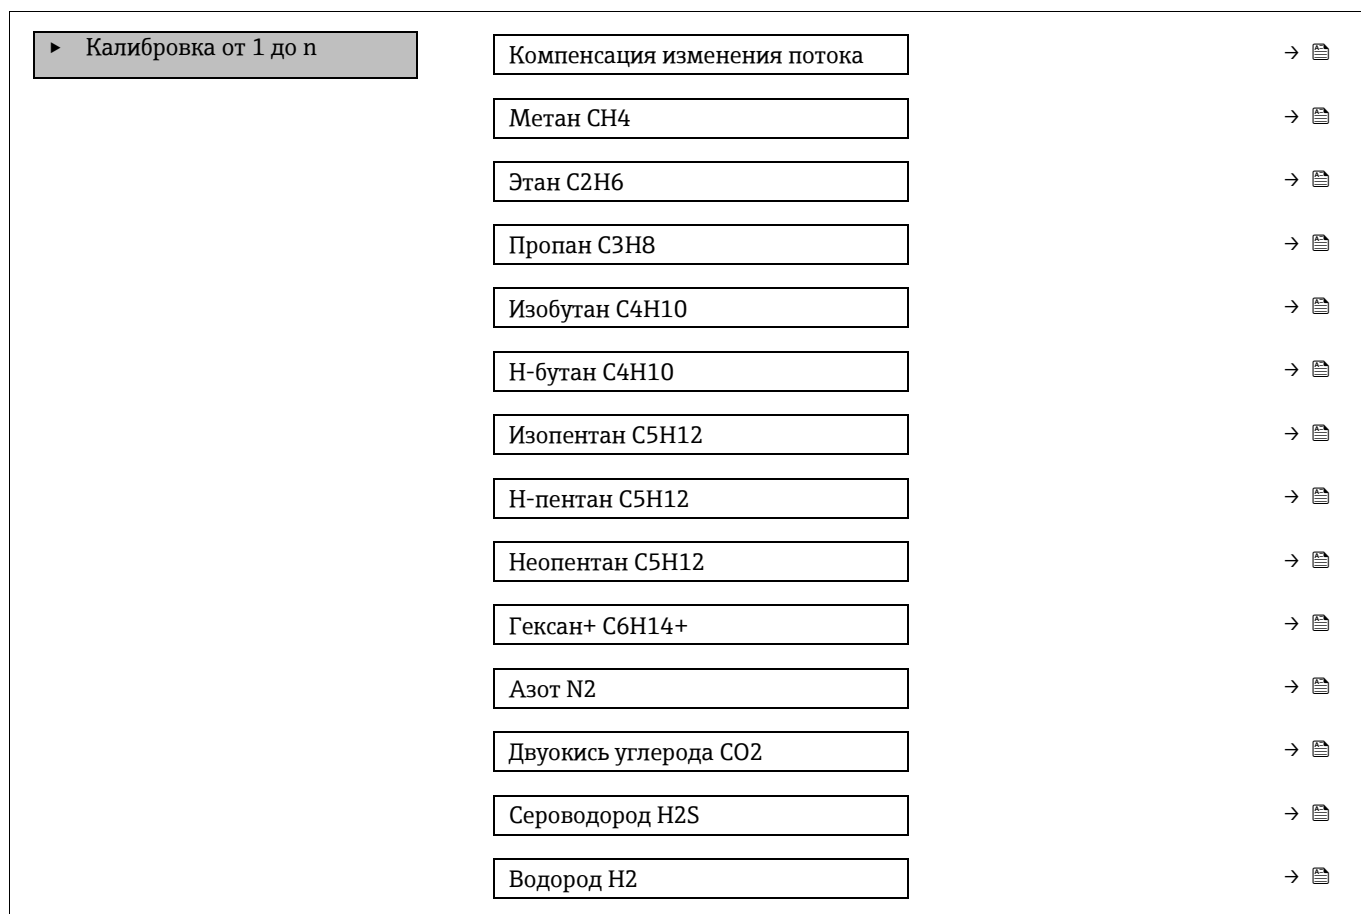 ▸ Калибровка от 1 до n
Компенсация изменения потока →
Метан CH4 →
Этан C2H6 →
Пропан C3H8 →
Изобутан C4H10 →
Н-бутан C4H10 →
Изопентан C5H12 →
Н-пентан C5H12 →
Неопентан C5H12 →
Гексан+ C6H14+ →
Азот N2 →
Двуокись углерода CO2 →
Сероводород H2S →
Водород H2 →